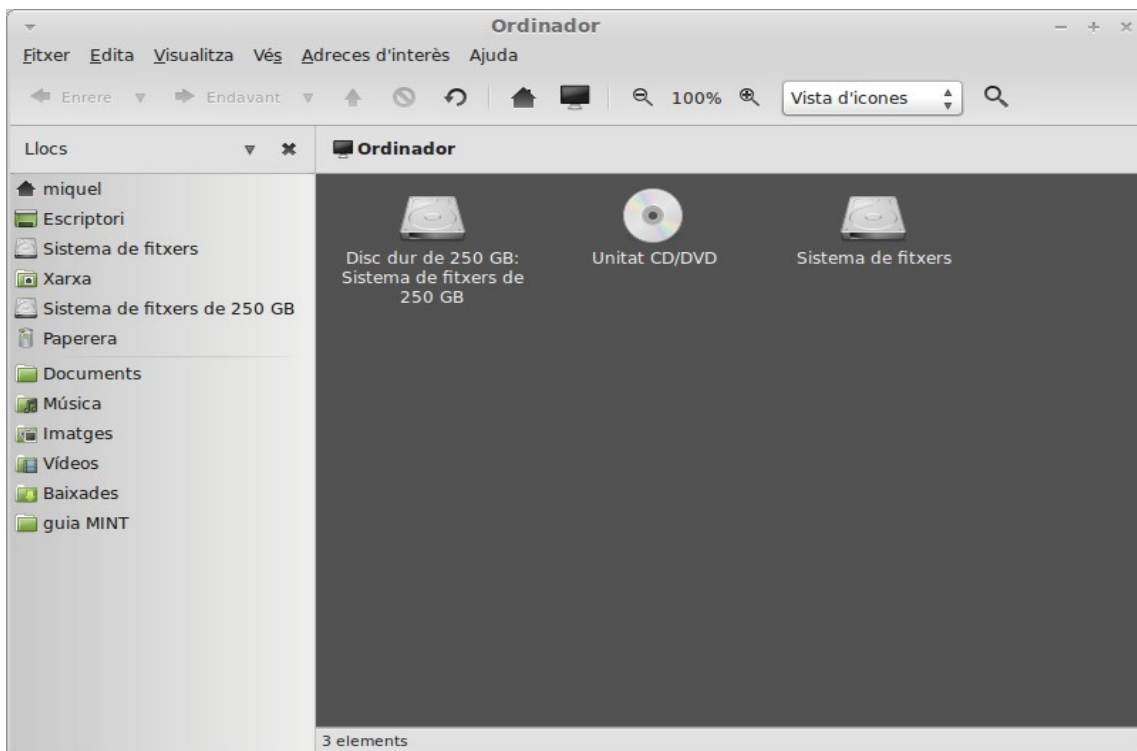 Ordinador
Fitxer Edita Visualitza Vés Adreces d'interès Ajuda
Enrere Endavant 100% Vista d'icones
Llocs
Ordinador
miquel
Escriptori
Sistema de fitxers
Xarxa
Sistema de fitxers de 250 GB
Paperera
Documents
Música
Imatges
Vídeos
Baixades
guia MINT
Disc dur de 250 GB:
Sistema de fitxers de
250 GB
Unitat CD/DVD
Sistema de fitxers
3 elements